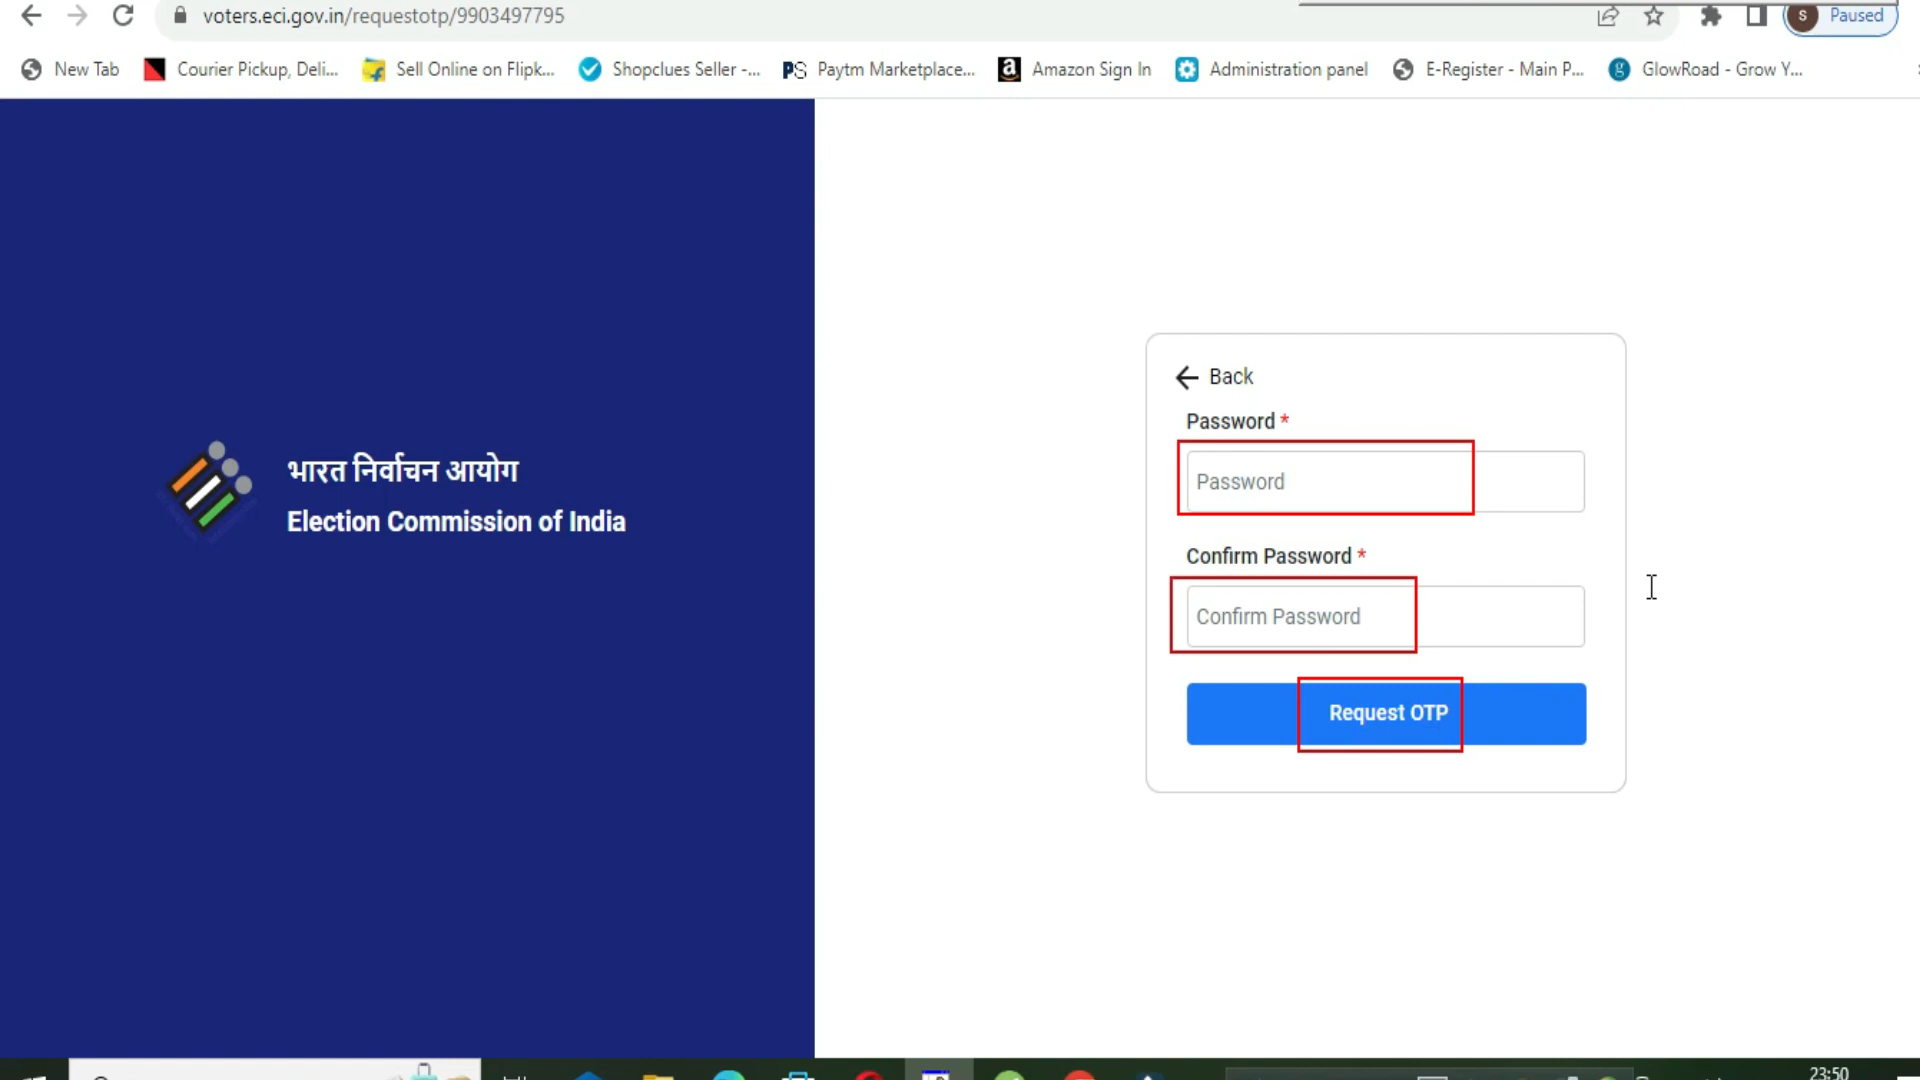 voters.eci.gov.in/requestotp/9903497795
Paused
New Tab
Courier Pickup, Deli...
Sell Online on Flipk...
Shopclues Seller -...
Paytm Marketplace...
Amazon Sign In
Administration panel
E-Register - Main P...
GlowRoad - Grow Y...
भारत निर्वाचन आयोग
Election Commission of India
Back
Password *
Password
Confirm Password *
Confirm Password
Request OTP
23:50